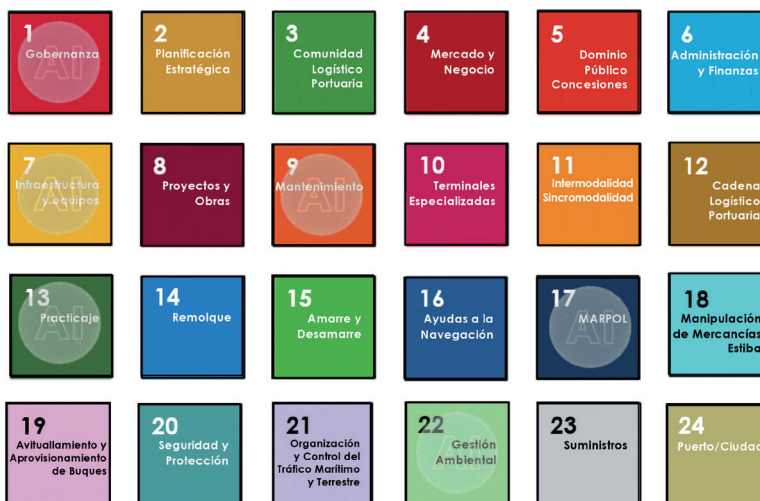 1
Gobernanza
AI
2
Planificación
Estratégica
3
Comunidad
Logístico
Portuaria
4
Mercado y
Negocio
5
Dominio
Público
Concesiones
6
Administración
y Finanzas
7
Infraestructura
y equipos
AI
8
Proyectos y
Obras
9
Mantenimiento
AI
10
Terminales
Especializadas
11
Intermodalidad
Sincromodalidad
12
Cadena
Logístico
Portuaria
13
Practicaje
AI
14
Remolque
15
Amarre y
Desamarre
16
Ayudas a la
Navegación
17
MARPOL
AI
18
Manipulación
de Mercancías
Estiba
19
Avituallamiento y
Aprovisionamiento
de Buques
20
Seguridad y
Protección
21
Organización
y Control del
Tráfico Marítimo
y Terrestre
22
Gestión
Ambiental
AI
23
Suministros
24
Puerto/Ciudad